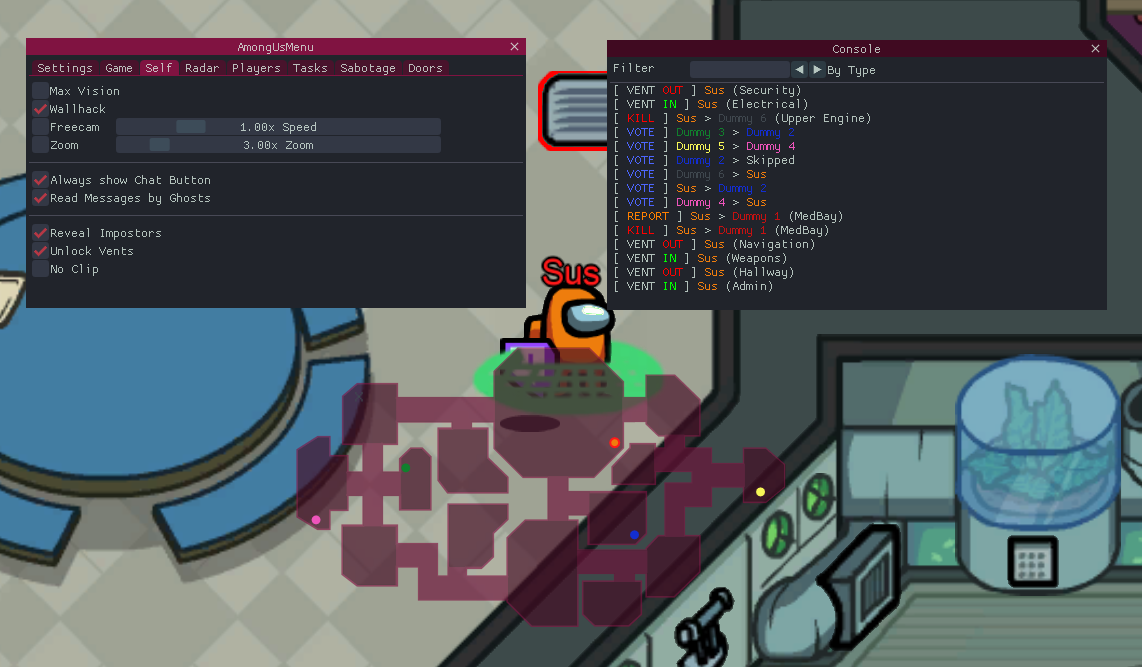 AmongUsMenu
Settings Game Self Radar Players Tasks Sabotage Doors
Max Vision
Wallhack
Freecam 1.00x Speed
Zoom 3.00x Zoom
Always show Chat Button
Read Messages by Ghosts
Reveal Impostors
Unlock Vents
No Clip
Console
Filter By Type
[ VENT OUT ] Sus (Security)
[ VENT IN ] Sus (Electrical)
[ KILL ] Sus > Dummy 6 (Upper Engine)
[ VOTE ] Dummy 3 > Dummy 2
[ VOTE ] Dummy 5 > Dummy 4
[ VOTE ] Dummy 2 > Skipped
[ VOTE ] Dummy 6 > Sus
[ VOTE ] Sus > Dummy 2
[ VOTE ] Dummy 4 > Sus
[ REPORT ] Sus > Dummy 1 (MedBay)
[ KILL ] Sus > Dummy 1 (MedBay)
[ VENT OUT ] Sus (Navigation)
[ VENT IN ] Sus (Weapons)
[ VENT OUT ] Sus (Hallway)
[ VENT IN ] Sus (Admin)
Sus